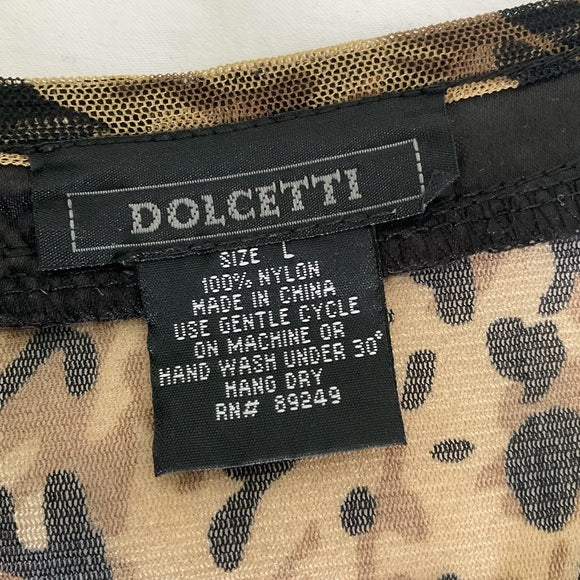 DOLCETTI
SIZE L
100% NYLON
MADE IN CHINA
USE GENTLE CYCLE
ON MACHINE OR
HAND WASH UNDER 30°
HANG DRY
RN# 89249